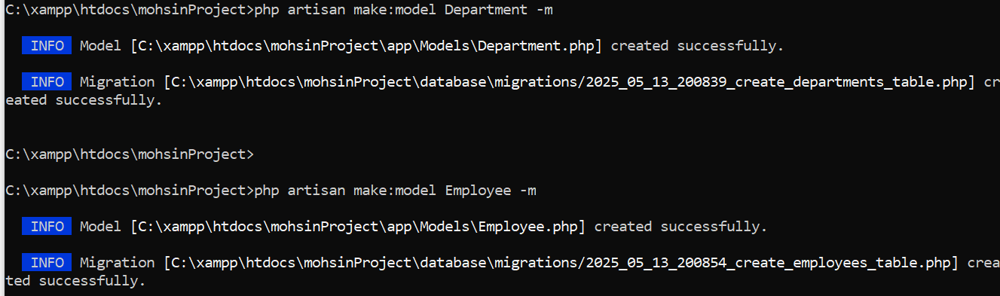 C:\xampp\htdocs\mohsinProject>php artisan make:model Department -m
INFO Model [C:\xampp\htdocs\mohsinProject\app\Models\Department.php] created successfully.
INFO Migration [C:\xampp\htdocs\mohsinProject\database\migrations/2025_05_13_200839_create_departments_table.php] cr
eated successfully.
C:\xampp\htdocs\mohsinProject>
C:\xampp\htdocs\mohsinProject>php artisan make:model Employee -m
INFO Model [C:\xampp\htdocs\mohsinProject\app\Models\Employee.php] created successfully.
INFO Migration [C:\xampp\htdocs\mohsinProject\database\migrations/2025_05_13_200854_create_employees_table.php] crea
ted successfully.